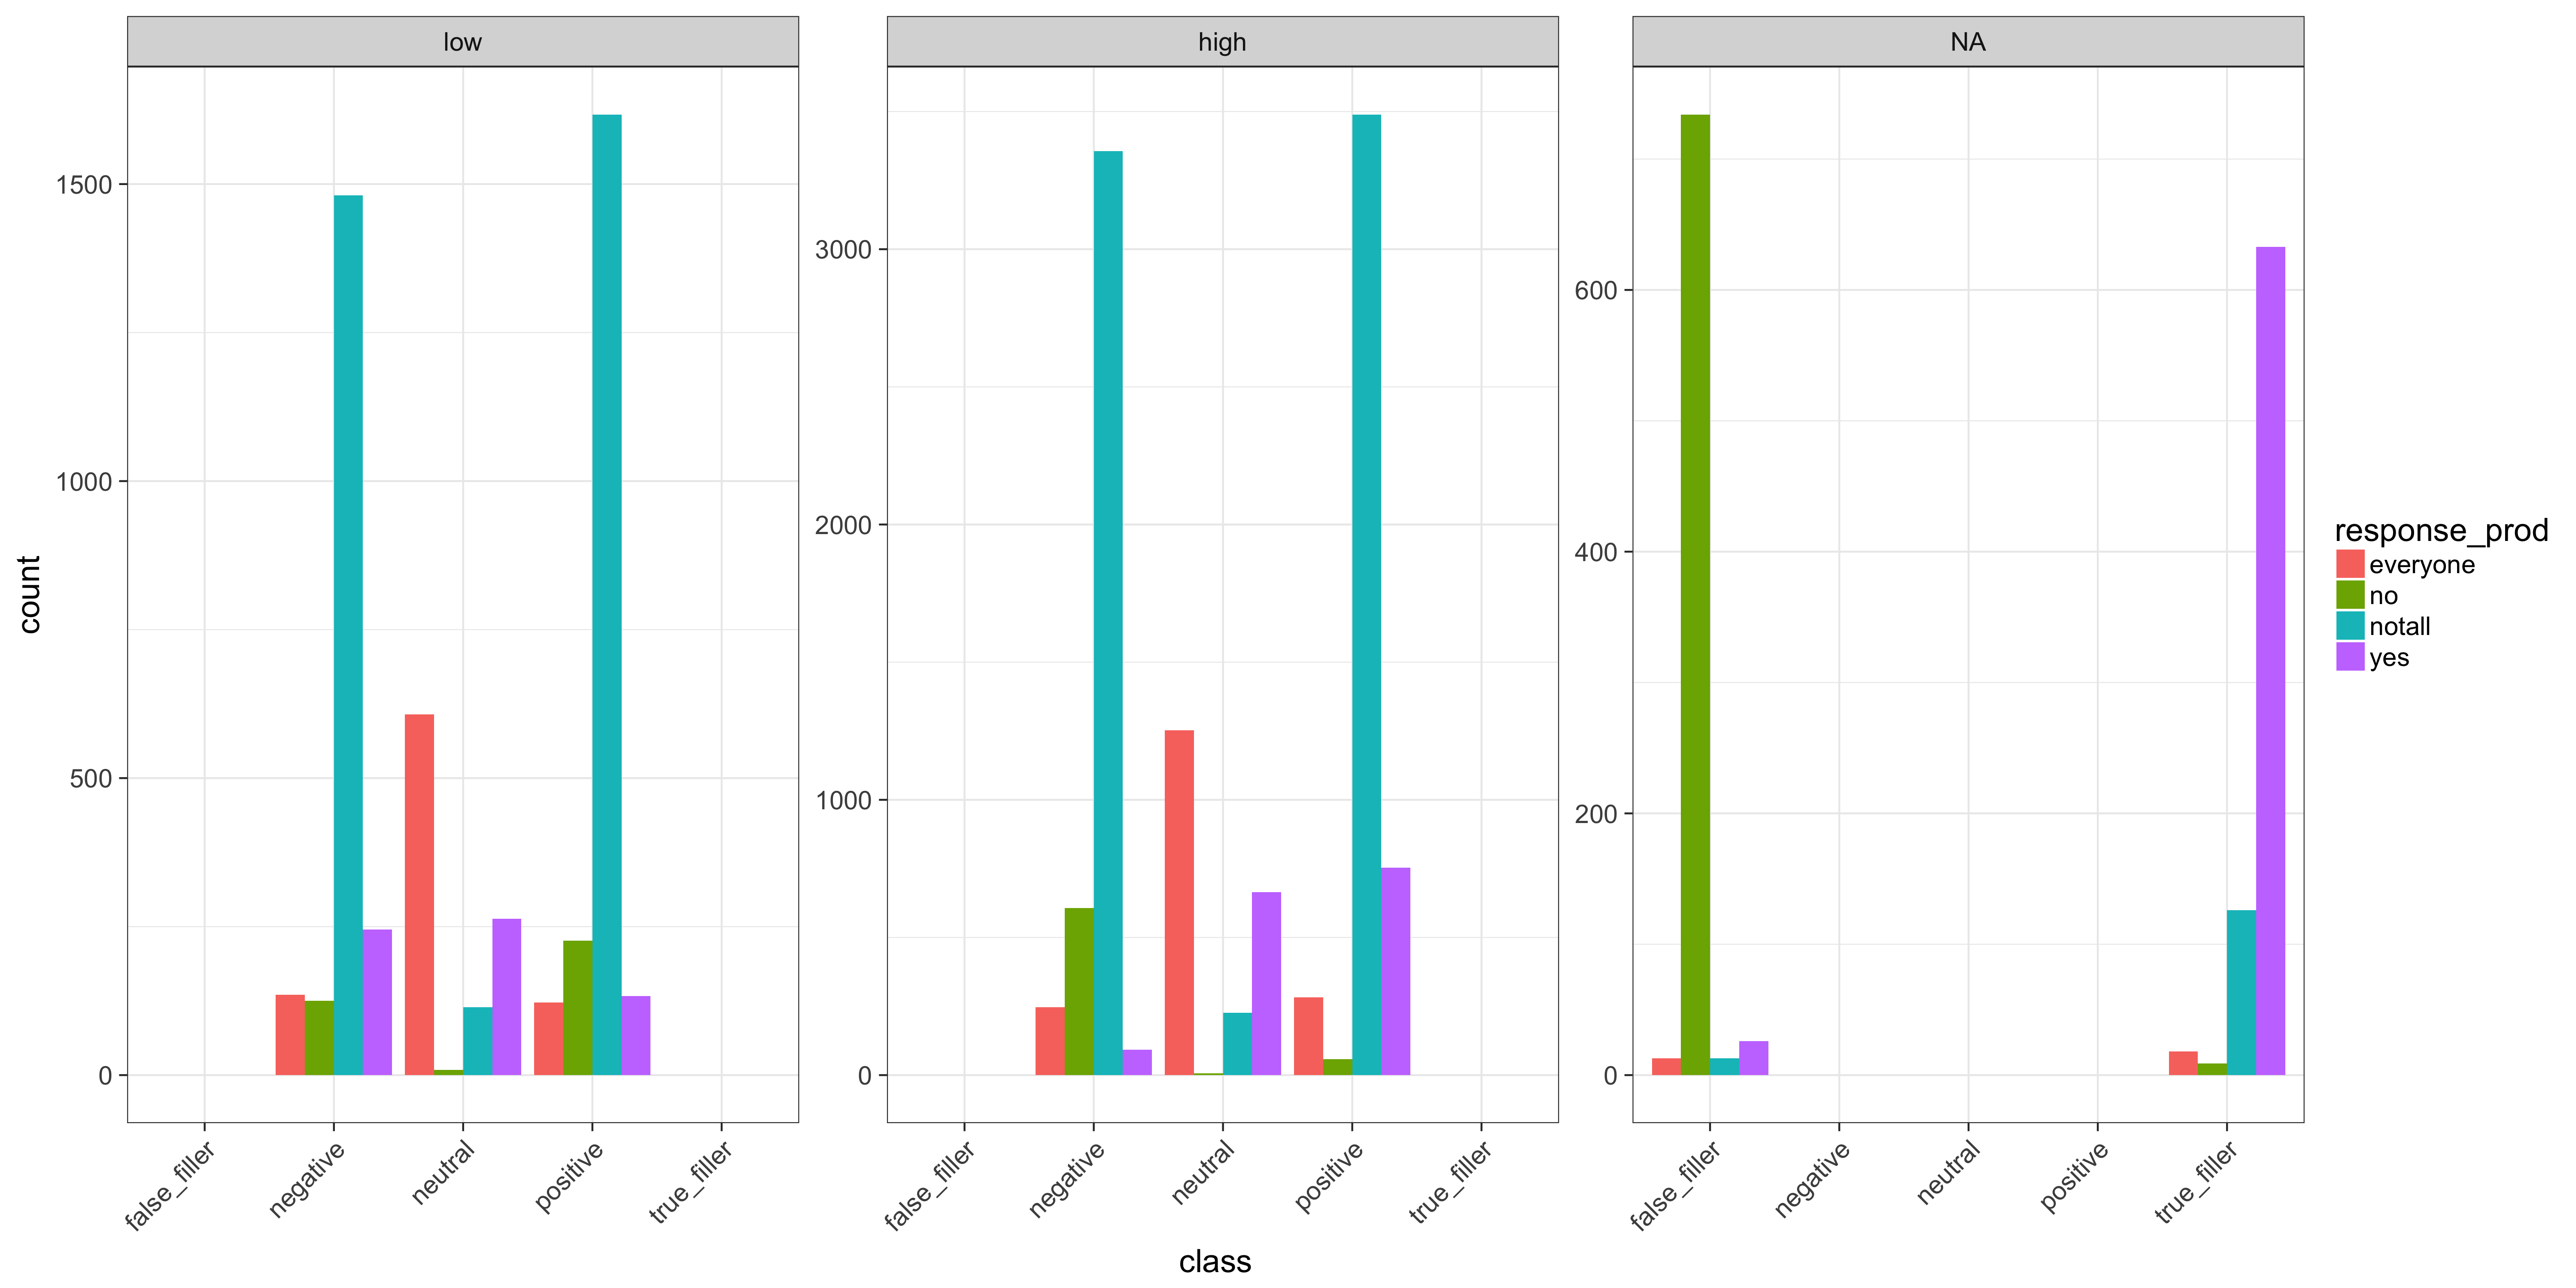 low
high
NA
count
1500
1000
500
0
3000
2000
1000
0
600
400
200
0
false_filler
negative
neutral
positive
true_filler
false_filler
negative
neutral
positive
true_filler
false_filler
negative
neutral
positive
true_filler
class
response_prod
everyone
no
notall
yes